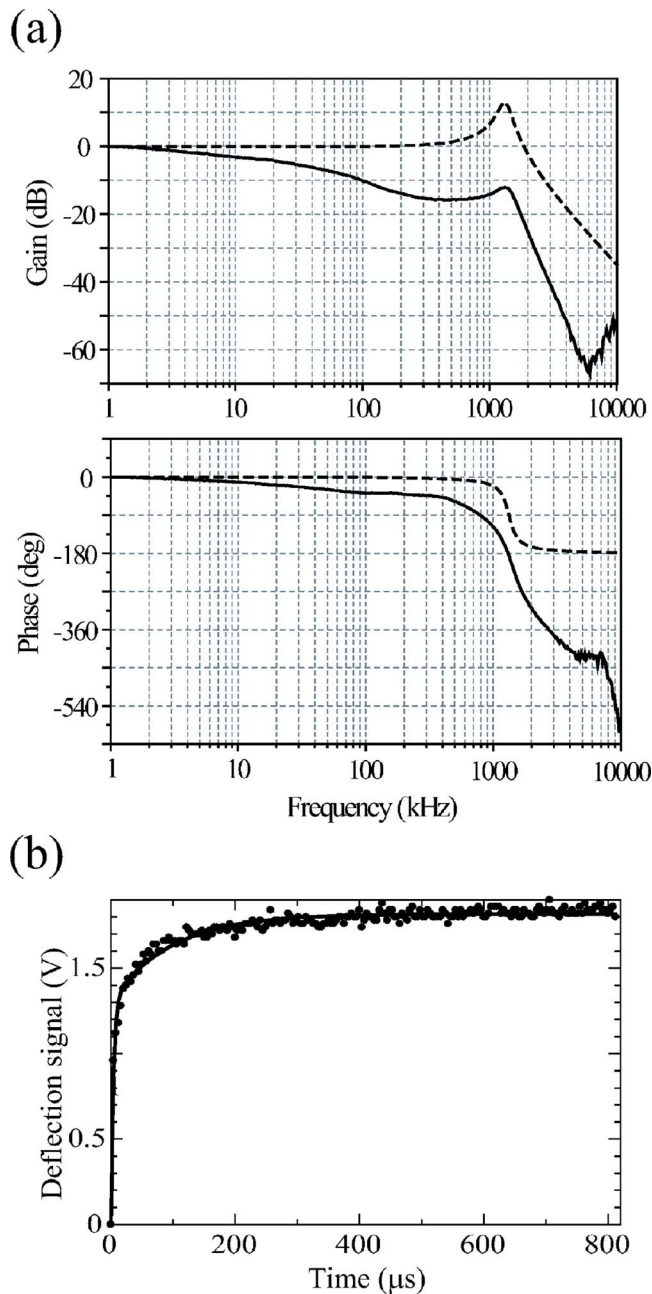 (a)
20
0
-20
-40
-60
Gain (dB)
1 10 100 1000 10000
0
-180
-360
-540
Phase (deg)
1 10 100 1000 10000
Frequency (kHz)
(b)
1.5
0.5
0
Deflection signal (V)
0 200 400 600 800
Time (μs)